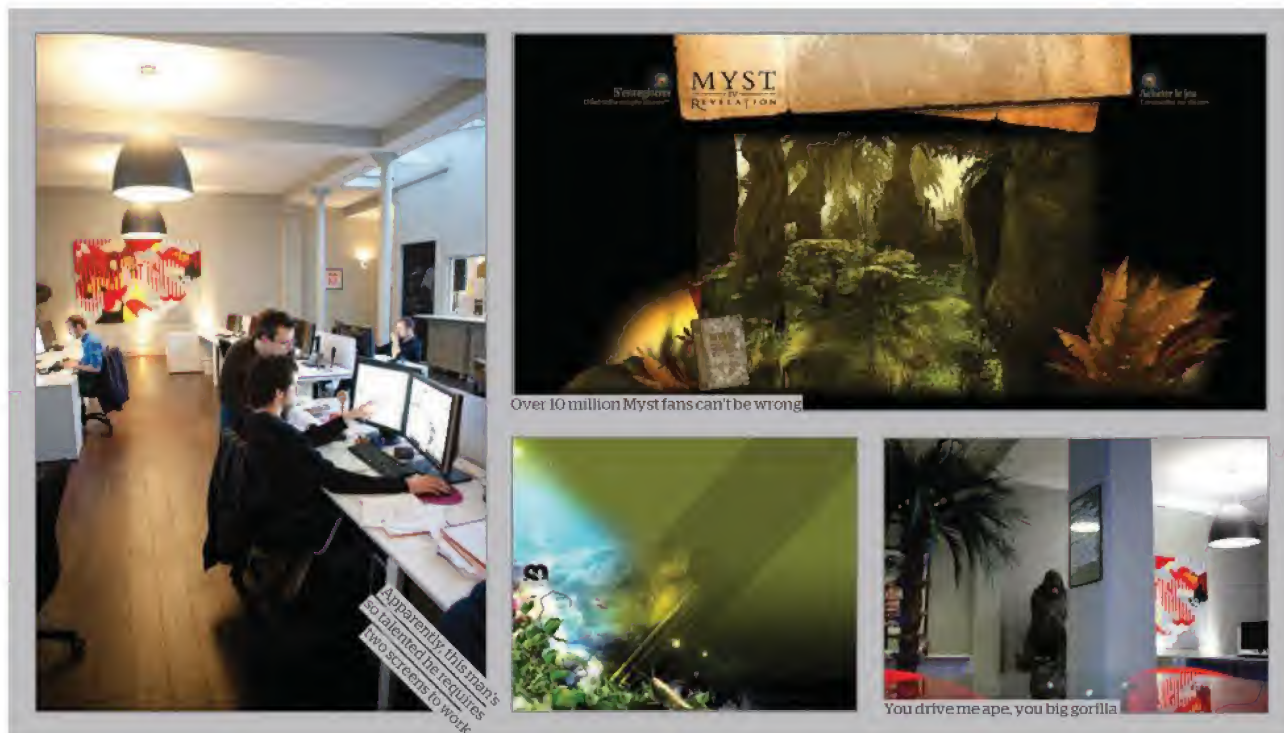 Apparently, this man's
so talented he requires
two screens to work
MYST
IV
REVELATION
Acheter le jeu
Over 10 million Myst fans can't be wrong
You drive me ape, you big gorilla